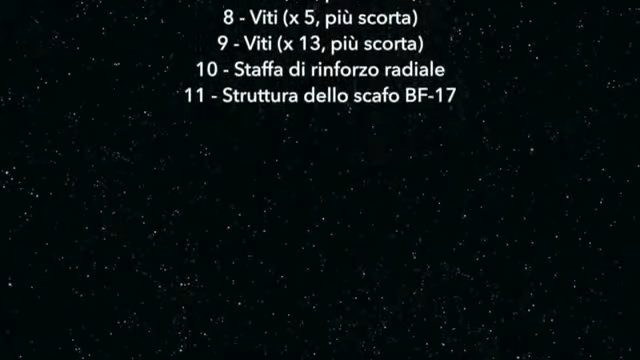 8 - Viti (x 5, più scorta)
9 - Viti (x 13, più scorta)
10 - Staffa di rinforzo radiale
11 - Struttura dello scafo BF-17